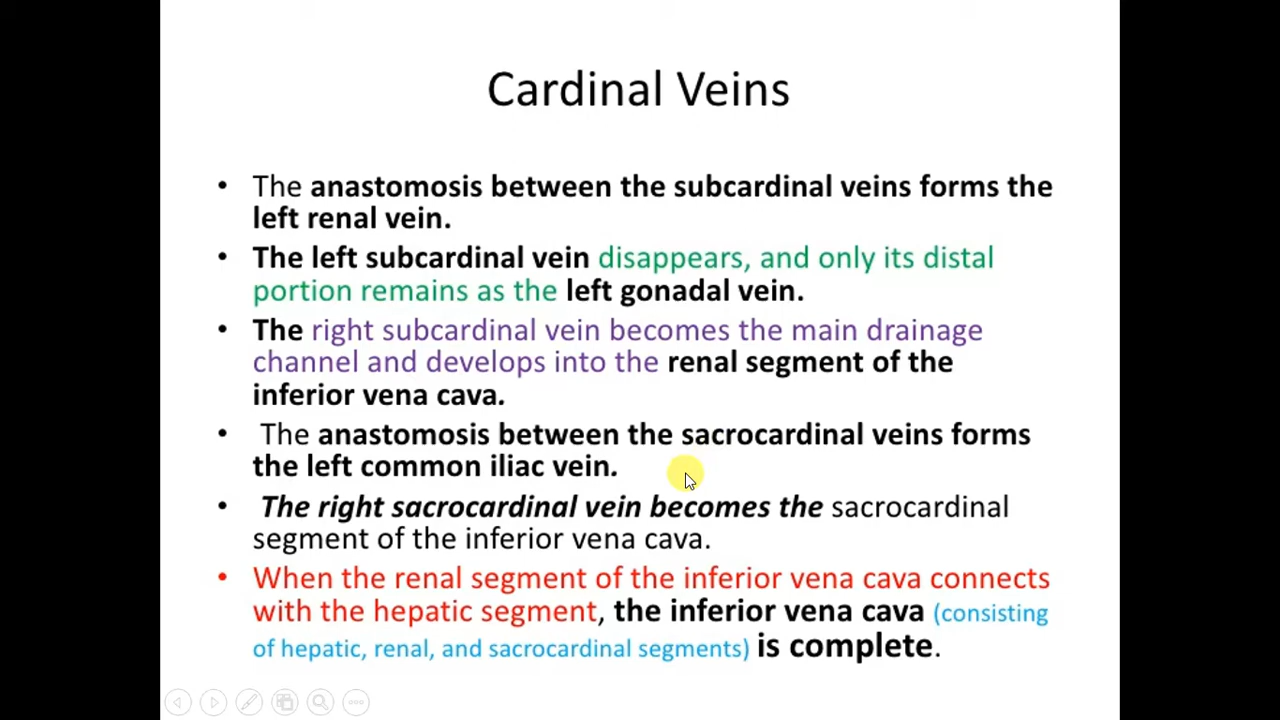 Cardinal Veins
• The anastomosis between the subcardinal veins forms the
left renal vein.
• The left subcardinal vein disappears, and only its distal
portion remains as the left gonadal vein.
• The right subcardinal vein becomes the main drainage
channel and develops into the renal segment of the
inferior vena cava.
• The anastomosis between the sacrocardinal veins forms
the left common iliac vein.
• The right sacrocardinal vein becomes the sacrocardinal
segment of the inferior vena cava.
• When the renal segment of the inferior vena cava connects
with the hepatic segment, the inferior vena cava (consisting
of hepatic, renal, and sacrocardinal segments) is complete.